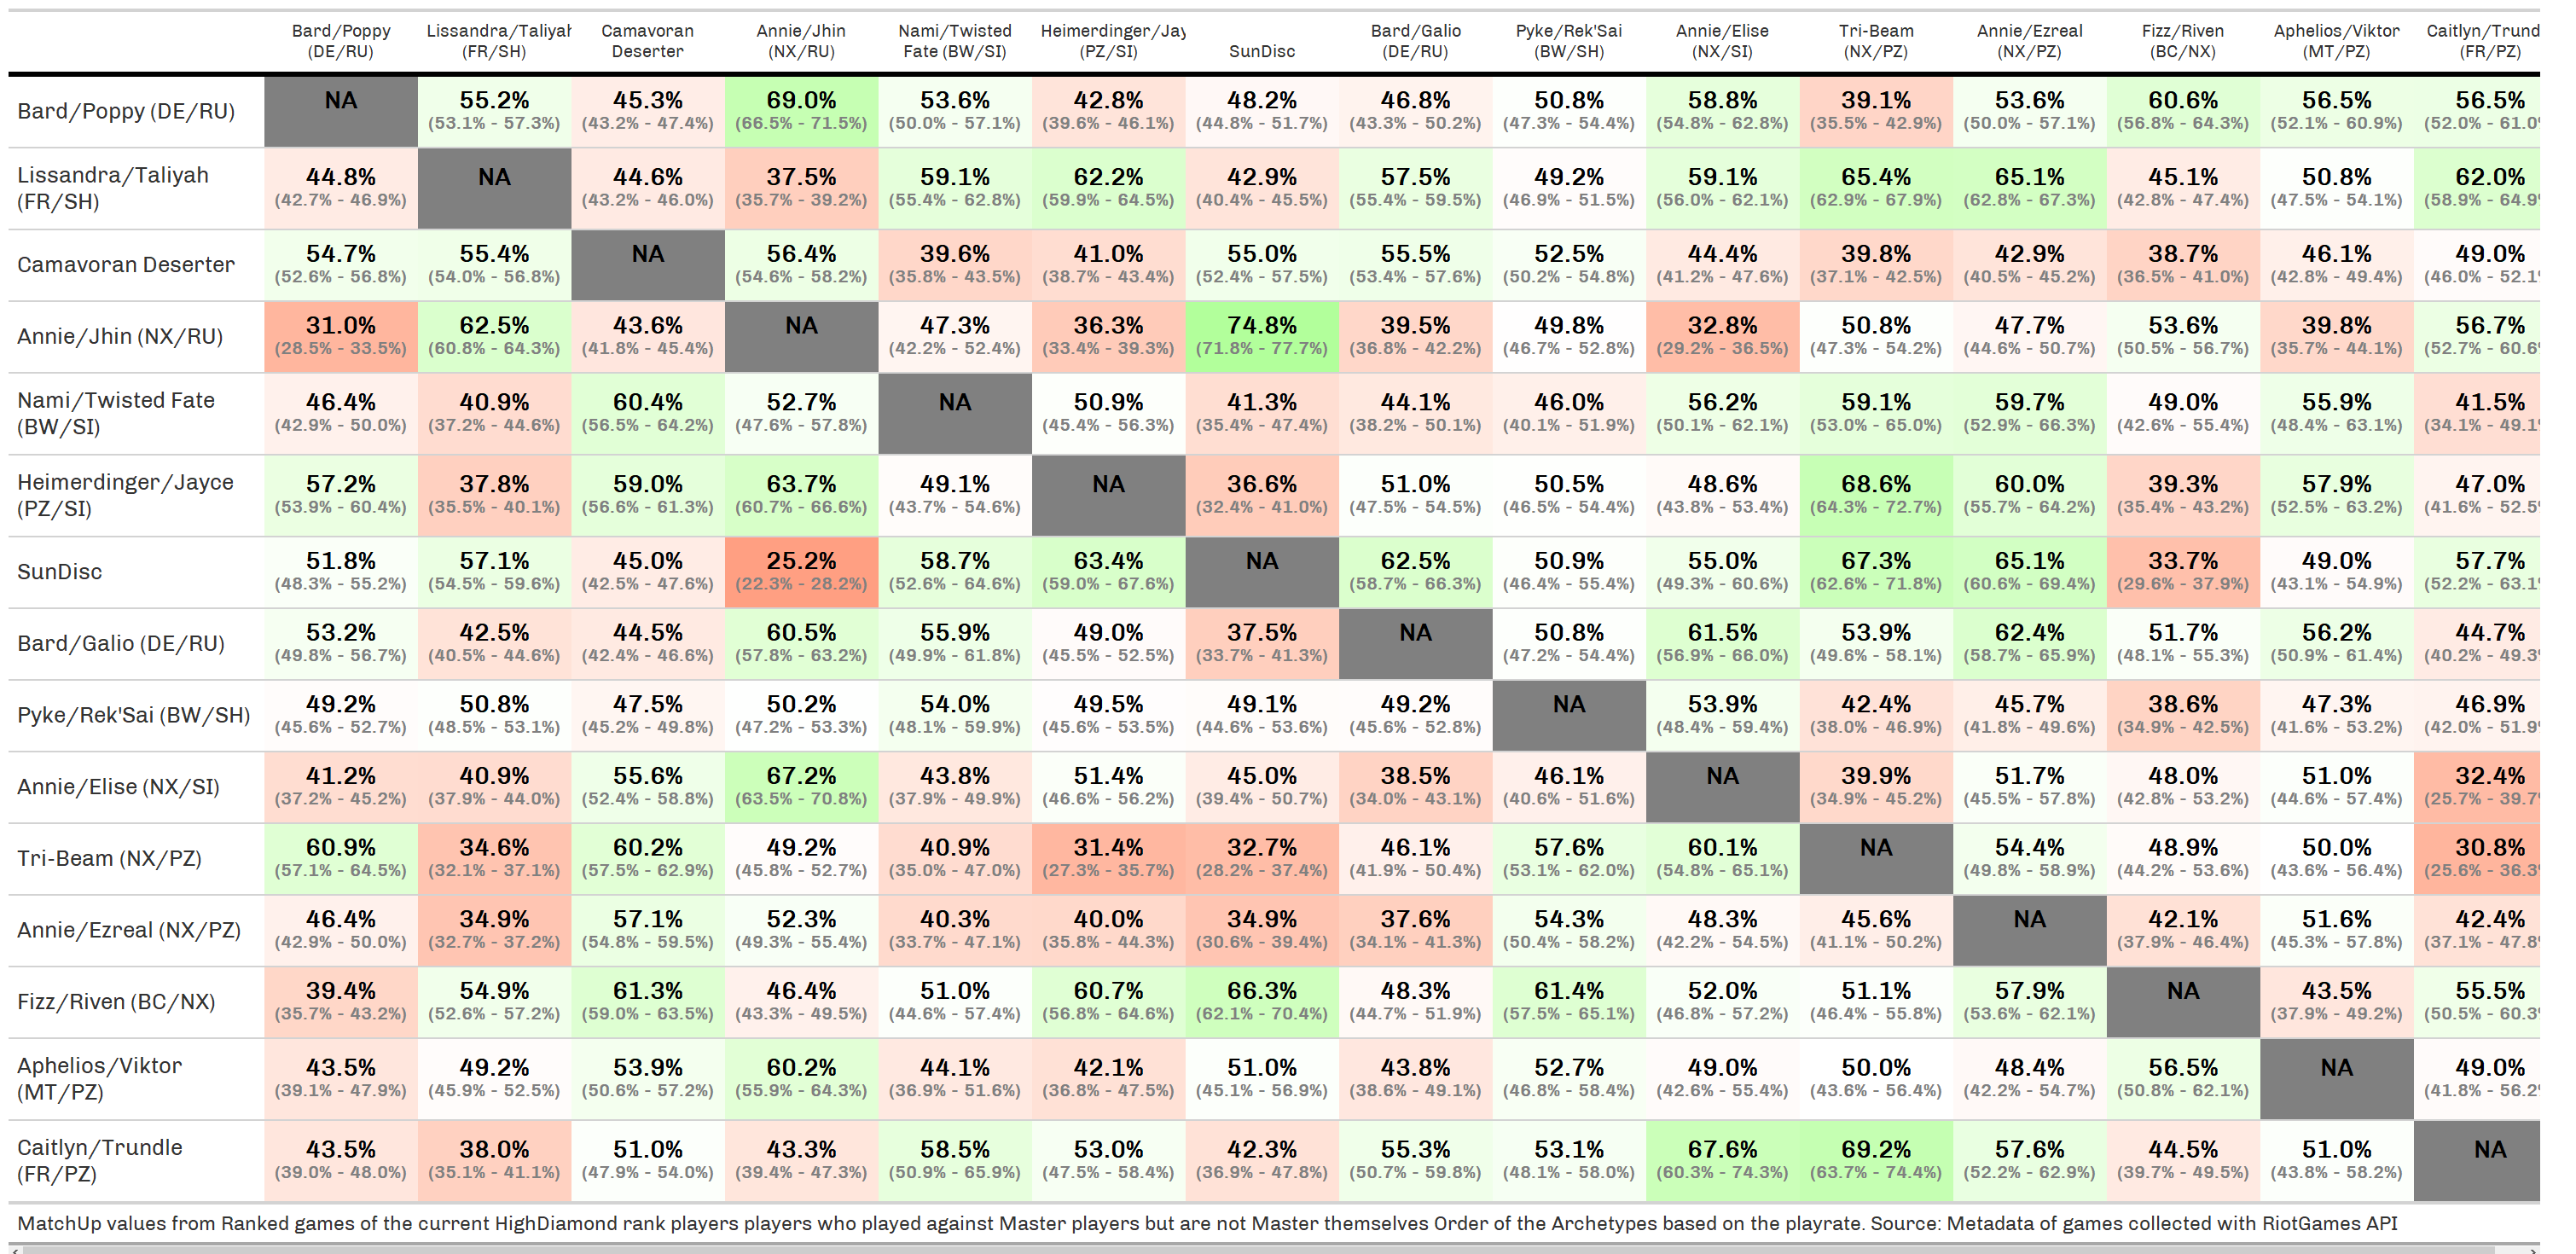 Bard/Poppy (DE/RU) Lissandra/Taliyah (FR/SH) Camavoran Deserter Annie/Jhin (NX/RU) Nami/Twisted Fate (BW/SI) Heimerdinger/Jay (PZ/SI) SunDisc Bard/Galio (DE/RU) Pyke/Rek'Sai (BW/SH) Annie/Elise (NX/SI) Tri-Beam (NX/PZ) Annie/Ezreal (NX/PZ) Fizz/Riven (BC/NX) Aphelios/Viktor (MT/PZ) Caitlyn/Trund (FR/PZ)
Bard/Poppy (DE/RU) NA 55.2% 45.3% 69.0% 53.6% 42.8% 48.2% 46.8% 50.8% 58.8% 39.1% 53.6% 60.6% 56.5% 56.5%
(53.1% - 57.3%) (43.2% - 47.4%) (66.5% - 71.5%) (50.0% - 57.1%) (39.6% - 46.1%) (44.8% - 51.7%) (43.3% - 50.2%) (47.3% - 54.4%) (54.8% - 62.8%) (35.5% - 42.9%) (50.0% - 57.1%) (56.8% - 64.3%) (52.1% - 60.9%) (52.0% - 61.0
Lissandra/Taliyah (FR/SH) 44.8% NA 44.6% 37.5% 59.1% 62.2% 42.9% 57.5% 49.2% 59.1% 65.4% 65.1% 45.1% 50.8% 62.0%
(42.7% - 46.9%) (43.2% - 46.0%) (35.7% - 39.2%) (55.4% - 62.8%) (59.9% - 64.5%) (40.4% - 45.5%) (55.4% - 59.5%) (46.9% - 51.5%) (56.0% - 62.1%) (62.9% - 67.9%) (62.8% - 67.3%) (42.8% - 47.4%) (47.5% - 54.1%) (58.9% - 64.9
Camavoran Deserter 54.7% 55.4% NA 56.4% 39.6% 41.0% 55.0% 55.5% 52.5% 44.4% 39.8% 42.9% 38.7% 46.1% 49.0%
(52.6% - 56.8%) (54.0% - 56.8%) (54.6% - 58.2%) (35.8% - 43.5%) (38.7% - 43.4%) (52.4% - 57.5%) (53.4% - 57.6%) (50.2% - 54.8%) (41.2% - 47.6%) (37.1% - 42.5%) (40.5% - 45.2%) (36.5% - 41.0%) (42.8% - 49.4%) (46.0% - 52.1
Annie/Jhin (NX/RU) 31.0% 62.5% 43.6% NA 47.3% 36.3% 74.8% 39.5% 49.8% 32.8% 50.8% 47.7% 53.6% 39.8% 56.7%
(28.5% - 33.5%) (60.8% - 64.3%) (41.8% - 45.4%) (42.2% - 52.4%) (33.4% - 39.3%) (71.8% - 77.7%) (36.8% - 42.2%) (46.7% - 52.8%) (29.2% - 36.5%) (47.3% - 54.2%) (44.6% - 50.7%) (50.5% - 56.7%) (35.7% - 44.1%) (52.7% - 60.6
Nami/Twisted Fate (BW/SI) 46.4% 40.9% 60.4% 52.7% NA 50.9% 41.3% 44.1% 46.0% 56.2% 59.1% 59.7% 49.0% 55.9% 41.5%
(42.9% - 50.0%) (37.2% - 44.6%) (56.5% - 64.2%) (47.6% - 57.8%) (45.4% - 56.3%) (35.4% - 47.4%) (38.2% - 50.1%) (40.1% - 51.9%) (50.1% - 62.1%) (53.0% - 65.0%) (52.9% - 66.3%) (42.6% - 55.4%) (48.4% - 63.1%) (34.1% - 49.1
Heimerdinger/Jayce (PZ/SI) 57.2% 37.8% 59.0% 63.7% 49.1% NA 36.6% 51.0% 50.5% 48.6% 68.6% 60.0% 39.3% 57.9% 47.0%
(53.9% - 60.4%) (35.5% - 40.1%) (56.6% - 61.3%) (60.7% - 66.6%) (43.7% - 54.6%) (32.4% - 41.0%) (47.5% - 54.5%) (46.5% - 54.4%) (43.8% - 53.4%) (64.3% - 72.7%) (55.7% - 64.2%) (35.4% - 43.2%) (52.5% - 63.2%) (41.6% - 52.5
SunDisc 51.8% 57.1% 45.0% 25.2% 58.7% 63.4% NA 62.5% 50.9% 55.0% 67.3% 65.1% 33.7% 49.0% 57.7%
(48.3% - 55.2%) (54.5% - 59.6%) (42.5% - 47.6%) (22.3% - 28.2%) (52.6% - 64.6%) (59.0% - 67.6%) (58.7% - 66.3%) (46.4% - 55.4%) (49.3% - 60.6%) (62.6% - 71.8%) (60.6% - 69.4%) (29.6% - 37.9%) (43.1% - 54.9%) (52.2% - 63.1
Bard/Galio (DE/RU) 53.2% 42.5% 44.5% 60.5% 55.9% 49.0% 37.5% NA 50.8% 61.5% 53.9% 62.4% 51.7% 56.2% 44.7%
(49.8% - 56.7%) (40.5% - 44.6%) (42.4% - 46.6%) (57.8% - 63.2%) (49.9% - 61.8%) (45.5% - 52.5%) (33.7% - 41.3%) (47.2% - 54.4%) (56.9% - 66.0%) (49.6% - 58.1%) (58.7% - 65.9%) (48.1% - 55.3%) (50.9% - 61.4%) (40.2% - 49.3
Pyke/Rek'Sai (BW/SH) 49.2% 50.8% 47.5% 50.2% 54.0% 49.5% 49.1% 49.2% NA 53.9% 42.4% 45.7% 38.6% 47.3% 46.9%
(45.6% - 52.7%) (48.5% - 53.1%) (45.2% - 49.8%) (47.2% - 53.3%) (48.1% - 59.9%) (45.6% - 53.5%) (44.6% - 53.6%) (45.6% - 52.8%) (48.4% - 59.4%) (38.0% - 46.9%) (41.8% - 49.6%) (34.9% - 42.5%) (41.6% - 53.2%) (42.0% - 51.9
Annie/Elise (NX/SI) 41.2% 40.9% 55.6% 67.2% 43.8% 51.4% 45.0% 38.5% 46.1% NA 39.9% 51.7% 48.0% 51.0% 32.4%
(37.2% - 45.2%) (37.9% - 44.0%) (52.4% - 58.8%) (63.5% - 70.8%) (37.9% - 49.9%) (46.6% - 56.2%) (39.4% - 50.7%) (34.0% - 43.1%) (40.6% - 51.6%) (34.9% - 45.2%) (45.5% - 57.8%) (42.8% - 53.2%) (44.6% - 57.4%) (25.7% - 39.7
Tri-Beam (NX/PZ) 60.9% 34.6% 60.2% 49.2% 40.9% 31.4% 32.7% 46.1% 57.6% 60.1% NA 54.4% 48.9% 50.0% 30.8%
(57.1% - 64.5%) (32.1% - 37.1%) (57.5% - 62.9%) (45.8% - 52.7%) (35.0% - 47.0%) (27.3% - 35.7%) (28.2% - 37.4%) (41.9% - 50.4%) (53.1% - 62.0%) (54.8% - 65.1%) (49.8% - 58.9%) (44.2% - 53.6%) (43.6% - 56.4%) (25.6% - 36.3
Annie/Ezreal (NX/PZ) 46.4% 34.9% 57.1% 52.3% 40.3% 40.0% 34.9% 37.6% 54.3% 48.3% 45.6% NA 42.1% 51.6% 42.4%
(42.9% - 50.0%) (32.7% - 37.2%) (54.8% - 59.5%) (49.3% - 55.4%) (33.7% - 47.1%) (35.8% - 44.3%) (30.6% - 39.4%) (34.1% - 41.3%) (50.4% - 58.2%) (42.2% - 54.5%) (41.1% - 50.2%) (37.9% - 46.4%) (45.3% - 57.8%) (37.1% - 47.8
Fizz/Riven (BC/NX) 39.4% 54.9% 61.3% 46.4% 51.0% 60.7% 66.3% 48.3% 61.4% 52.0% 51.1% 57.9% NA 43.5% 55.5%
(35.7% - 43.2%) (52.6% - 57.2%) (59.0% - 63.5%) (43.3% - 49.5%) (44.6% - 57.4%) (56.8% - 64.6%) (62.1% - 70.4%) (44.7% - 51.9%) (57.5% - 65.1%) (46.8% - 57.2%) (46.4% - 55.8%) (53.6% - 62.1%) (37.9% - 49.2%) (50.5% - 60.3
Aphelios/Viktor (MT/PZ) 43.5% 49.2% 53.9% 60.2% 44.1% 42.1% 51.0% 43.8% 52.7% 49.0% 50.0% 48.4% 56.5% NA 49.0%
(39.1% - 47.9%) (45.9% - 52.5%) (50.6% - 57.2%) (55.9% - 64.3%) (36.9% - 51.6%) (36.8% - 47.5%) (45.1% - 56.9%) (38.6% - 49.1%) (46.8% - 58.4%) (42.6% - 55.4%) (43.6% - 56.4%) (42.2% - 54.7%) (50.8% - 62.1%) (41.8% - 56.2
Caitlyn/Trundle (FR/PZ) 43.5% 38.0% 51.0% 43.3% 58.5% 53.0% 42.3% 55.3% 53.1% 67.6% 69.2% 57.6% 44.5% 51.0% NA
(39.0% - 48.0%) (35.1% - 41.1%) (47.9% - 54.0%) (39.4% - 47.3%) (50.9% - 65.9%) (47.5% - 58.4%) (36.9% - 47.8%) (50.7% - 59.8%) (48.1% - 58.0%) (60.3% - 74.3%) (63.7% - 74.4%) (52.2% - 62.9%) (39.7% - 49.5%) (43.8% - 58.2%)
MatchUp values from Ranked games of the current HighDiamond rank players players who played against Master players but are not Master themselves Order of the Archetypes based on the playrate. Source: Metadata of games collected with RiotGames API